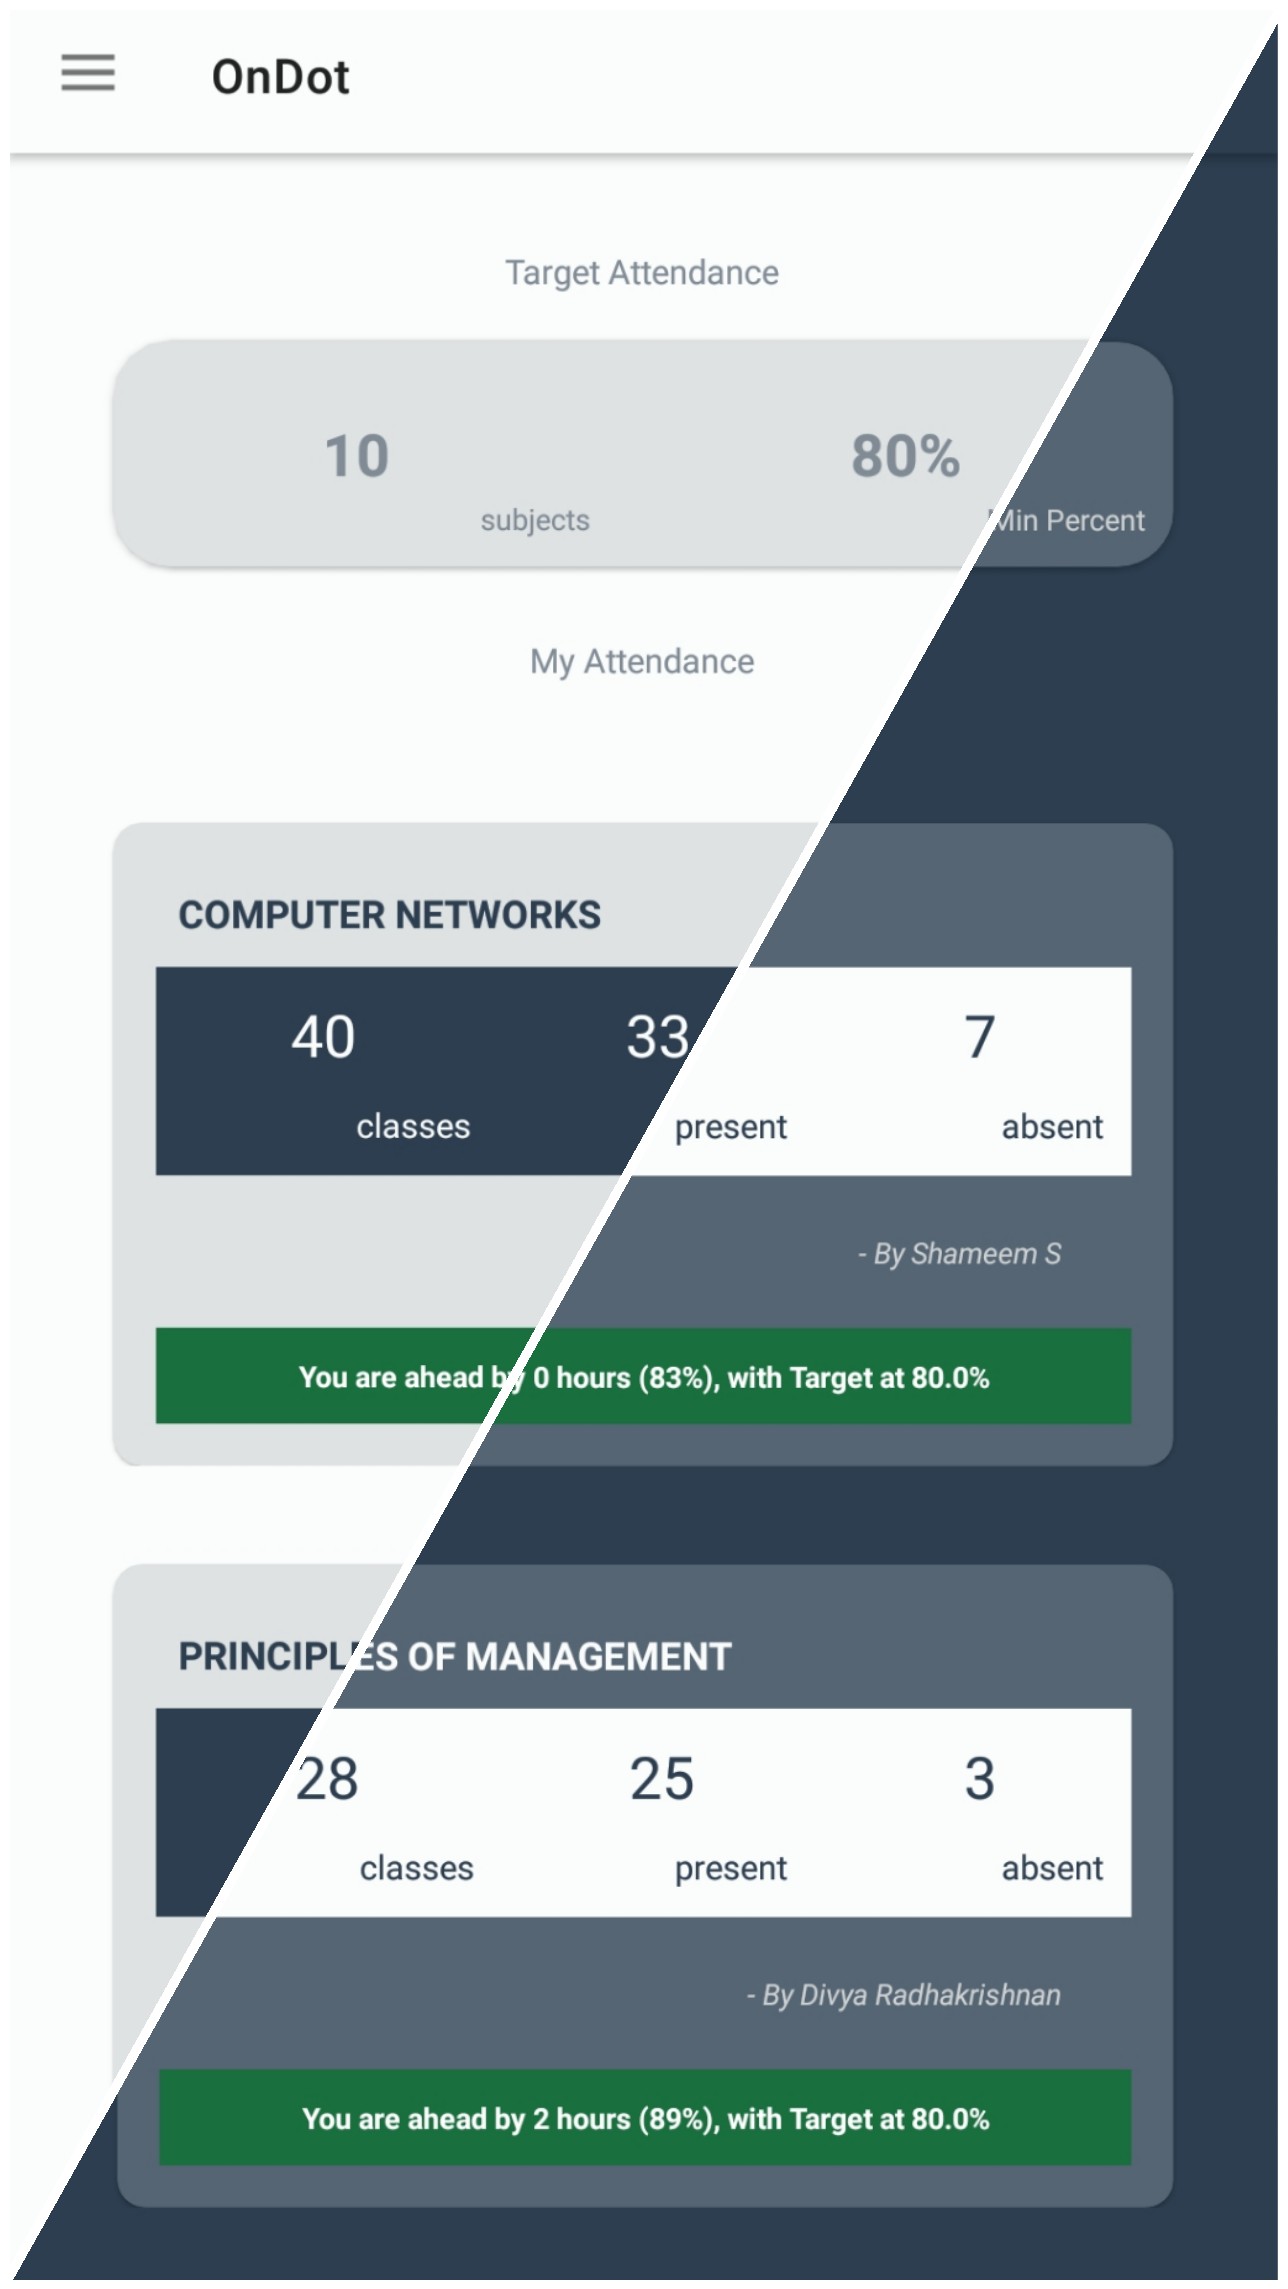 OnDot
Target Attendance
10 80%
subjects Min Percent
My Attendance
COMPUTER NETWORKS
40 33 7
classes present absent
- By Shameem S
You are ahead by 0 hours (83%), with Target at 80.0%
PRINCIPLES OF MANAGEMENT
28 25 3
classes present absent
- By Divya Radhakrishnan
You are ahead by 2 hours (89%), with Target at 80.0%